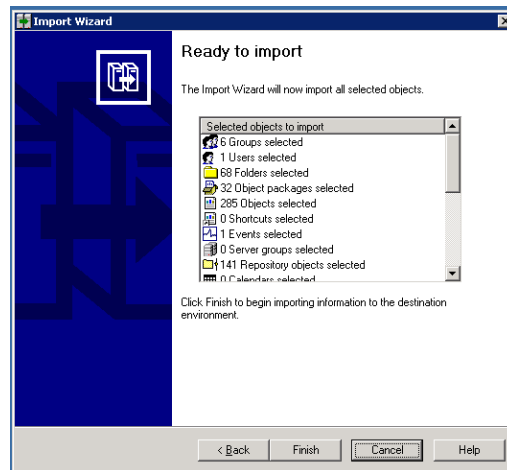 Import Wizard
Ready to import
The Import Wizard will now import all selected objects.
Selected objects to import
6 Groups selected
1 Users selected
68 Folders selected
32 Object packages selected
285 Objects selected
0 Shortcuts selected
1 Events selected
0 Server groups selected
141 Repository objects selected
0 Calendars selected
Click Finish to begin importing information to the destination
environment.
< Back Finish Cancel Help